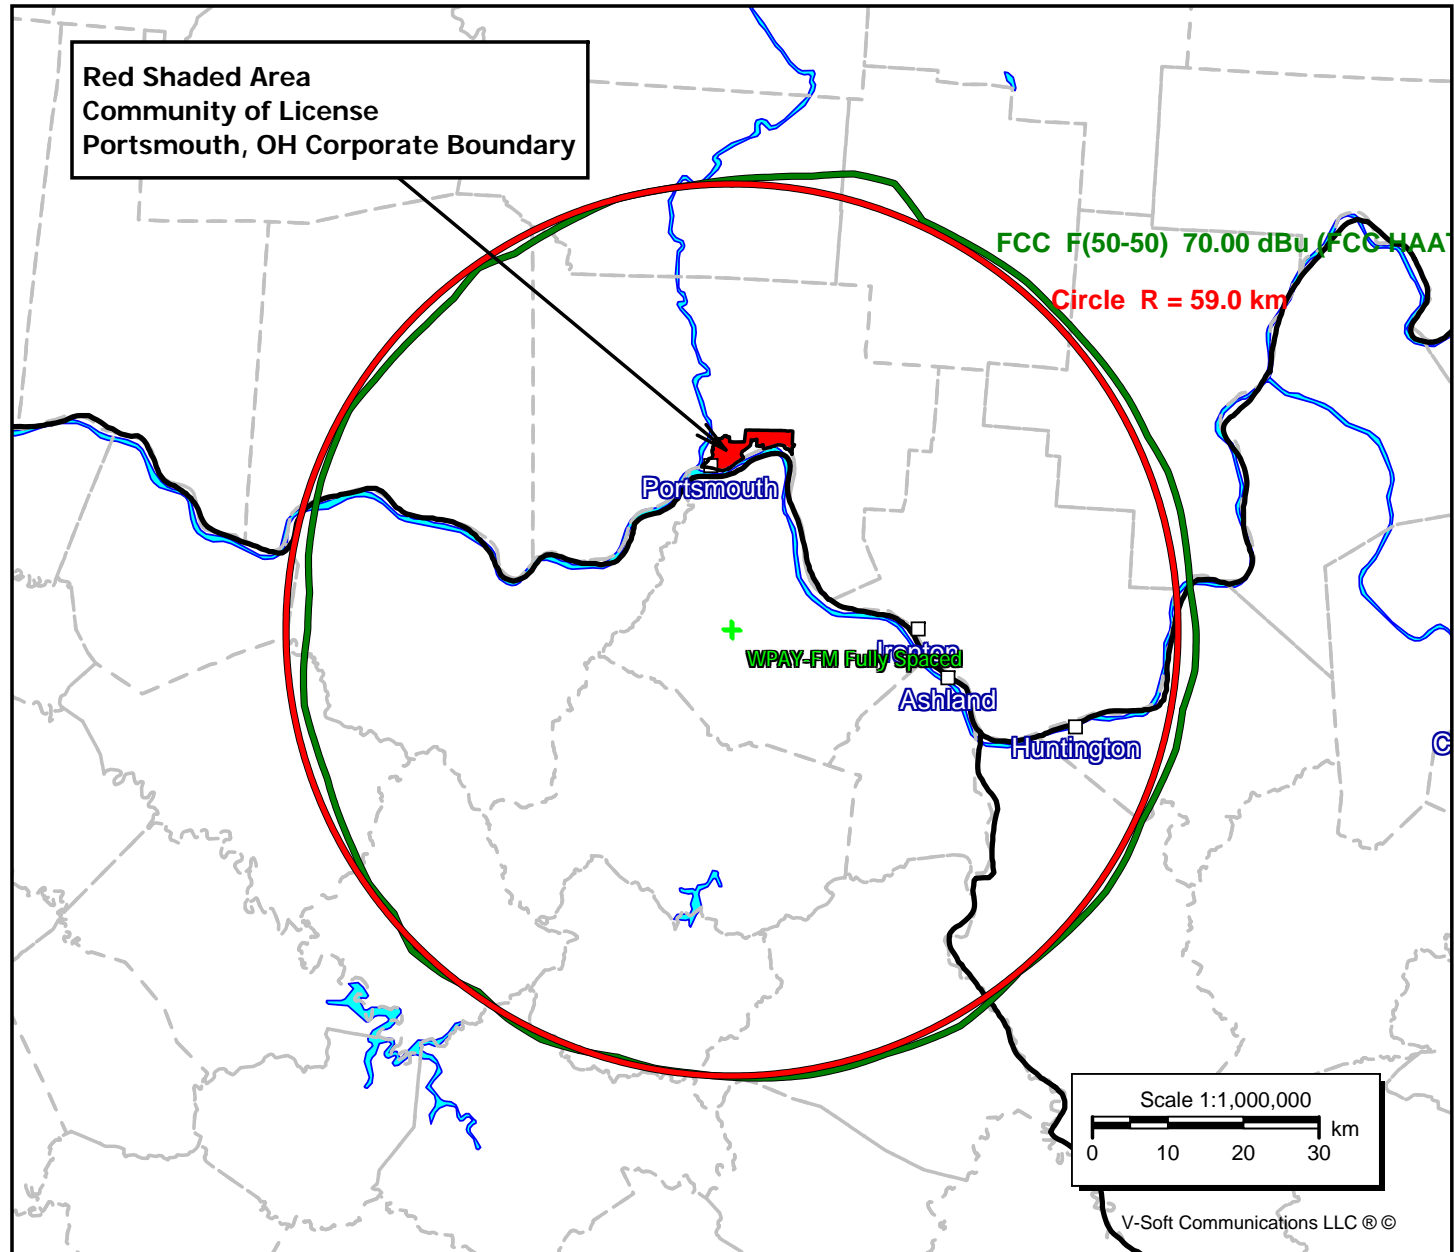 Red Shaded Area
Community of License
Portsmouth, OH Corporate Boundary
FCC F(50-50) 70.00 dBu (FCC HAAT
Circle R = 59.0 km
Portsmouth
Ironton
WPAY-FM Fully Spaced
Ashland
Huntington
C
Scale 1:1,000,000
km
0 10 20 30
V-Soft Communications LLC ® ©